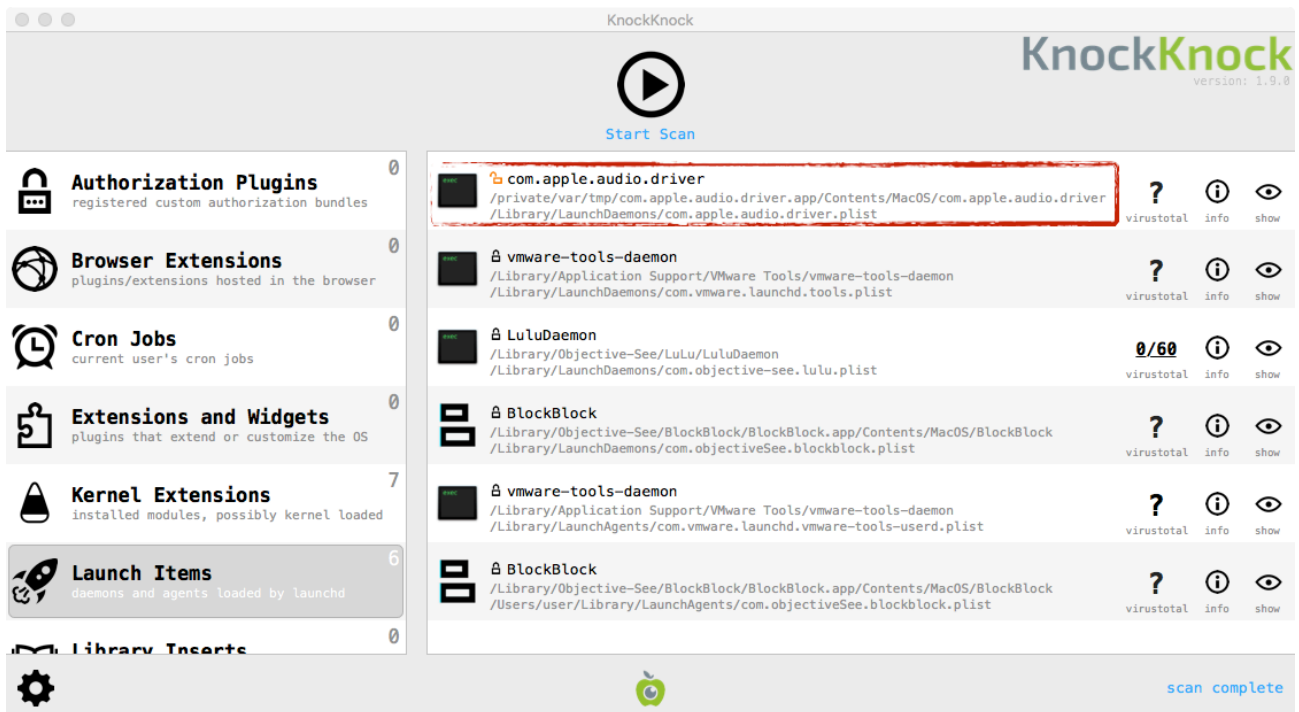 KnockKnock
KnockKnock
version: 1.9.0
Start Scan
0
Authorization Plugins
registered custom authorization bundles
0
Browser Extensions
plugins/extensions hosted in the browser
0
Cron Jobs
current user's cron jobs
0
Extensions and Widgets
plugins that extend or customize the OS
7
Kernel Extensions
installed modules, possibly kernel loaded
6
Launch Items
daemons and agents loaded by launchd
0
Library Inserts
com.apple.audio.driver
/private/var/tmp/com.apple.audio.driver.app/Contents/MacOS/com.apple.audio.driver
/Library/LaunchDaemons/com.apple.audio.driver.plist
?
virustotal info show
vmware-tools-daemon
/Library/Application Support/VMware Tools/vmware-tools-daemon
/Library/LaunchDaemons/com.vmware.launchd.tools.plist
?
virustotal info show
LuluDaemon
/Library/Objective-See/LuLu/LuluDaemon
/Library/LaunchDaemons/com.objective-see.lulu.plist
0/60
virustotal info show
BlockBlock
/Library/Objective-See/BlockBlock/BlockBlock.app/Contents/MacOS/BlockBlock
/Library/LaunchDaemons/com.objectiveSee.blockblock.plist
?
virustotal info show
vmware-tools-daemon
/Library/Application Support/VMware Tools/vmware-tools-daemon
/Library/LaunchAgents/com.vmware.launchd.vmware-tools-userd.plist
?
virustotal info show
BlockBlock
/Library/Objective-See/BlockBlock/BlockBlock.app/Contents/MacOS/BlockBlock
/Users/user/Library/LaunchAgents/com.objectiveSee.blockblock.plist
?
virustotal info show
scan complete